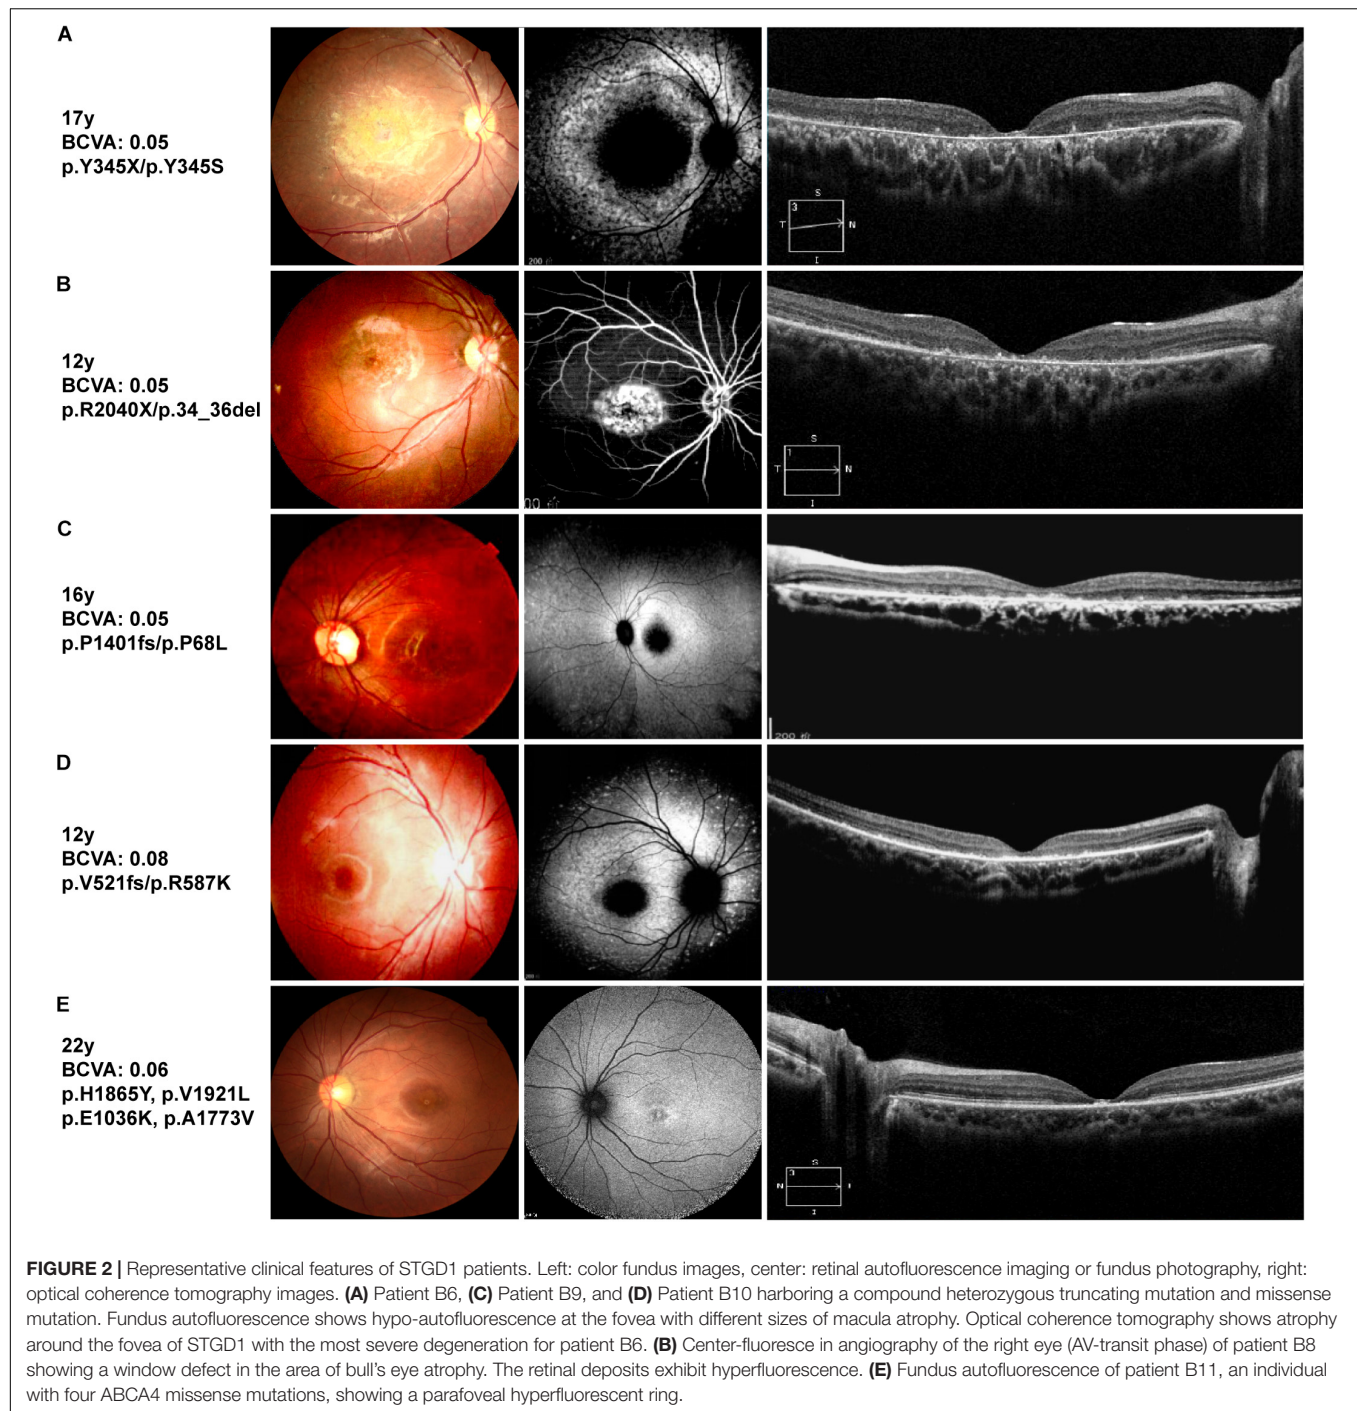 A
17y
BCVA: 0.05
p.Y345X/p.Y345S
200
3
S
T
N
I
B
12y
BCVA: 0.05
p.R2040X/p.34_36del
1
S
T
N
I
C
16y
BCVA: 0.05
p.P1401fs/p.P68L
200
D
12y
BCVA: 0.08
p.V521fs/p.R587K
E
22y
BCVA: 0.06
p.H1865Y, p.V1921L
p.E1036K, p.A1773V
3
S
N
I
FIGURE 2 | Representative clinical features of STGD1 patients. Left: color fundus images, center: retinal autofluorescence imaging or fundus photography, right:
optical coherence tomography images. (A) Patient B6, (C) Patient B9, and (D) Patient B10 harboring a compound heterozygous truncating mutation and missense
mutation. Fundus autofluorescence shows hypo-autofluorescence at the fovea with different sizes of macula atrophy. Optical coherence tomography shows atrophy
around the fovea of STGD1 with the most severe degeneration for patient B6. (B) Center-fluoresce in angiography of the right eye (AV-transit phase) of patient B8
showing a window defect in the area of bull's eye atrophy. The retinal deposits exhibit hyperfluorescence. (E) Fundus autofluorescence of patient B11, an individual
with four ABCA4 missense mutations, showing a parafoveal hyperfluorescent ring.